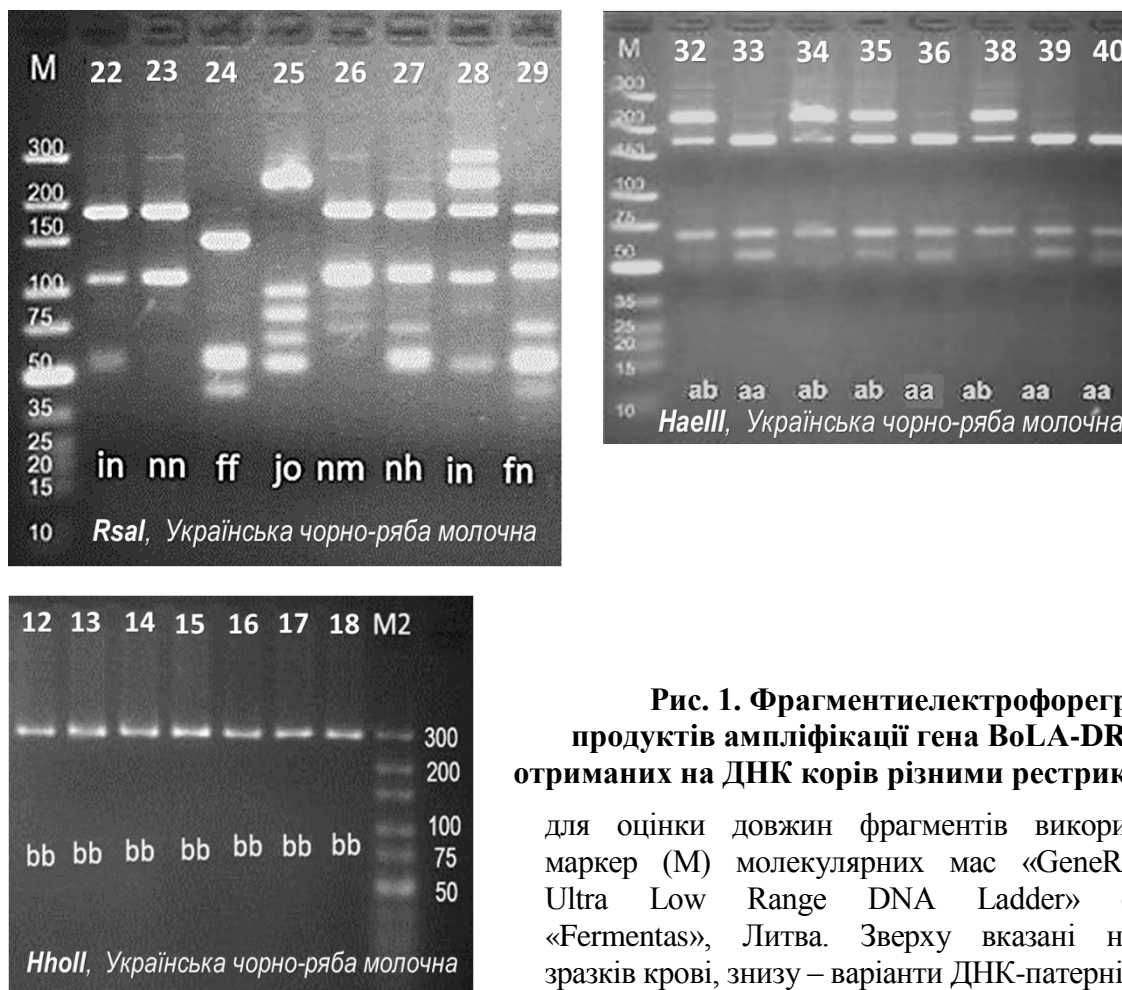 M 22 23 24 25 26 27 28 29
300
200
150
100
75
50
35
25
20
15
10
in nn ff jo nm nh in fn
RsaI, Українська чорно-ряба молочна
M 32 33 34 35 36 38 39 40
300
200
150
100
75
50
35
25
20
15
10
ab aa ab ab aa ab aa aa
HaeIII, Українська чорно-ряба молочна
12 13 14 15 16 17 18 M2
300
200
100
75
50
bb bb bb bb bb bb bb
HhoII, Українська чорно-ряба молочна
Рис. 1. Фрагментиелектрофорегр
продуктів ампліфікації гена BoLA-DR
отриманих на ДНК корів різними рестрик
для оцінки довжин фрагментів викори
маркер (М) молекулярних мас «GeneR
Ultra Low Range DNA Ladder»
«Fermentas», Литва. Зверху вказані н
зразків крові, знизу – варіанти ДНК-патерні